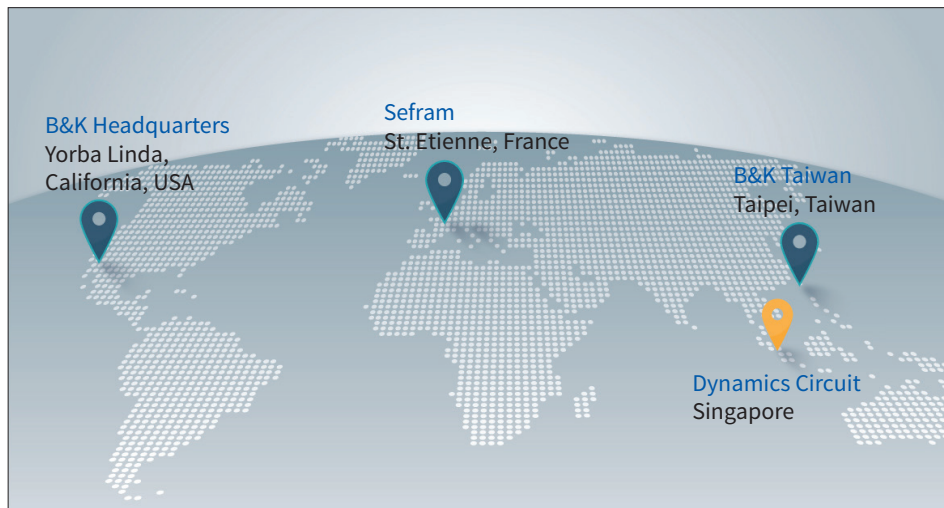 B&K Headquarters
Yorba Linda,
California, USA
Sefram
St. Etienne, France
B&K Taiwan
Taipei, Taiwan
Dynamics Circuit
Singapore